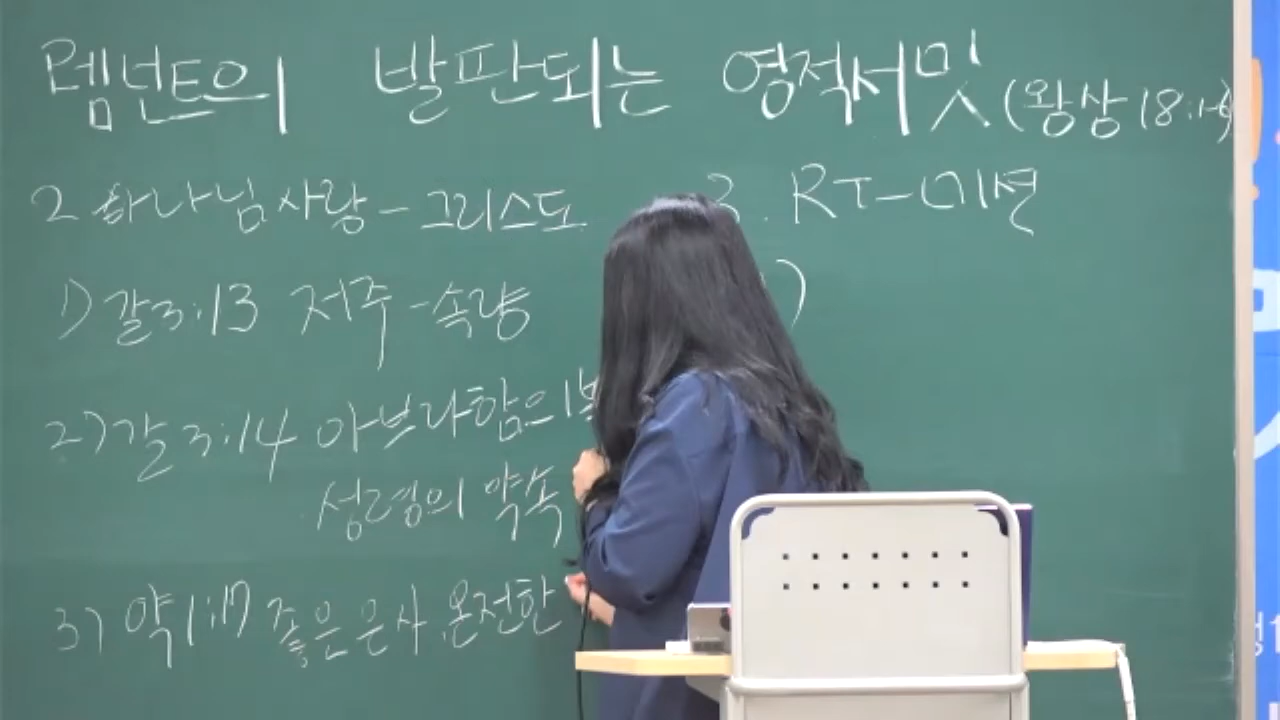 렘넌트의 발판되는 영적서밋 (왕상 18:1-6)
2 하나님 사랑 - 그리스도
1) 갈3:13 저주 - 속량
2) 갈3:14 아브라함의
성령의 약속
3) 약1:17 좋은 은사 온전한
3. RT-미션
)